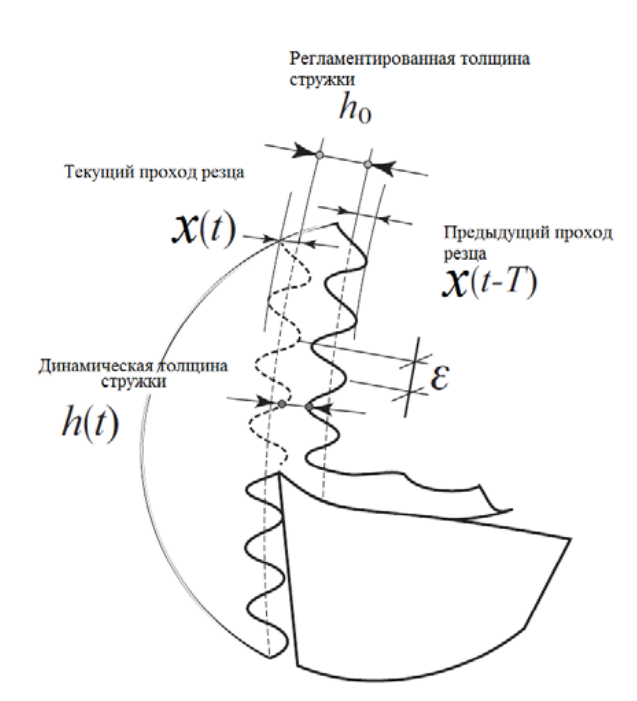 Регламентированная толщина
стружки
h₀
Текущий проход резца
x(t)
Предыдущий проход
резца
x(t-T)
Динамическая толщина
стружки
h(t)
ε